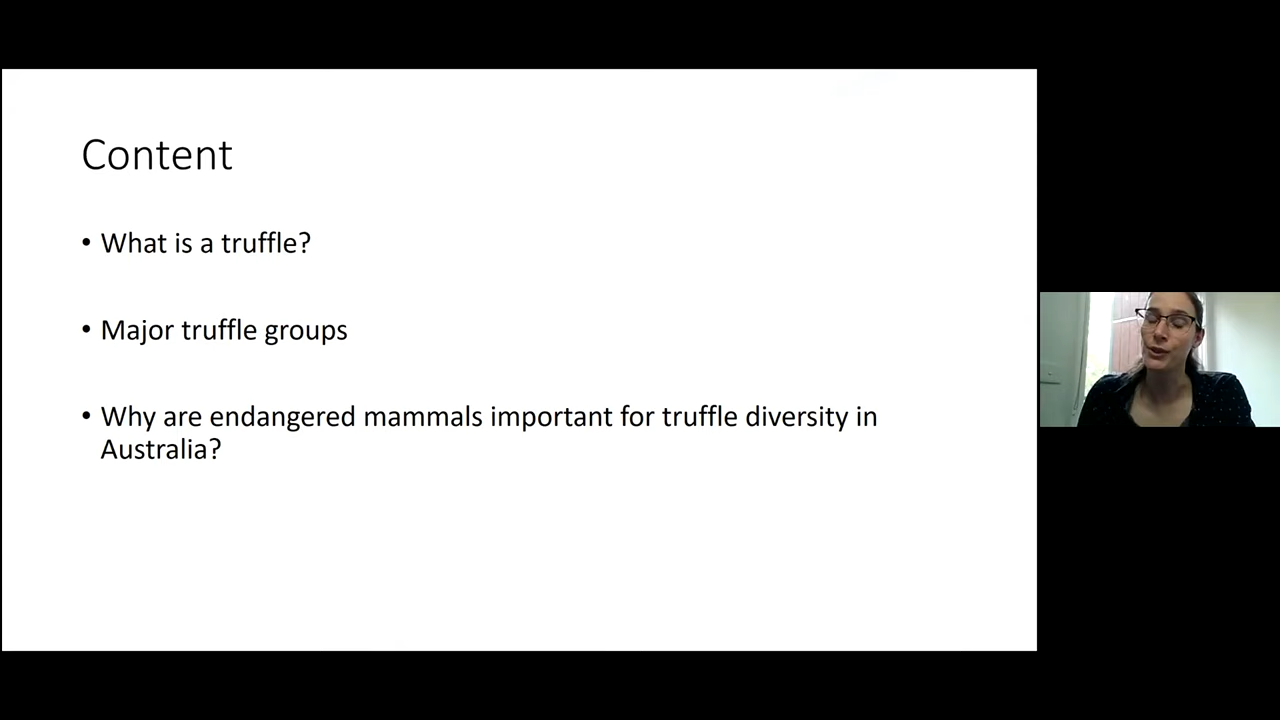 Content
• What is a truffle?
• Major truffle groups
• Why are endangered mammals important for truffle diversity in
Australia?